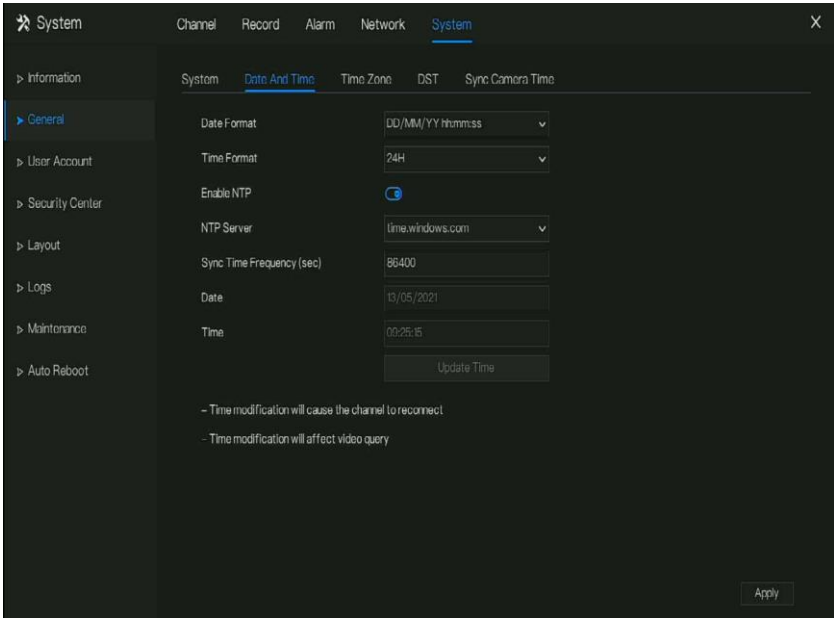 System
Channel Record Alarm Network System X
Information
General
User Account
Security Center
Layout
Logs
Maintenance
Auto Reboot
System Date And Time Time Zone DST Sync Camera Time
Date Format DD/MM/YY hh:mm:ss
Time Format 24H
Enable NTP
NTP Server time.windows.com
Sync Time Frequency (sec) 86400
Date 13/05/2021
Time 09:25:15
Update Time
– Time modification will cause the channel to reconnect
– Time modification will affect video query
Apply